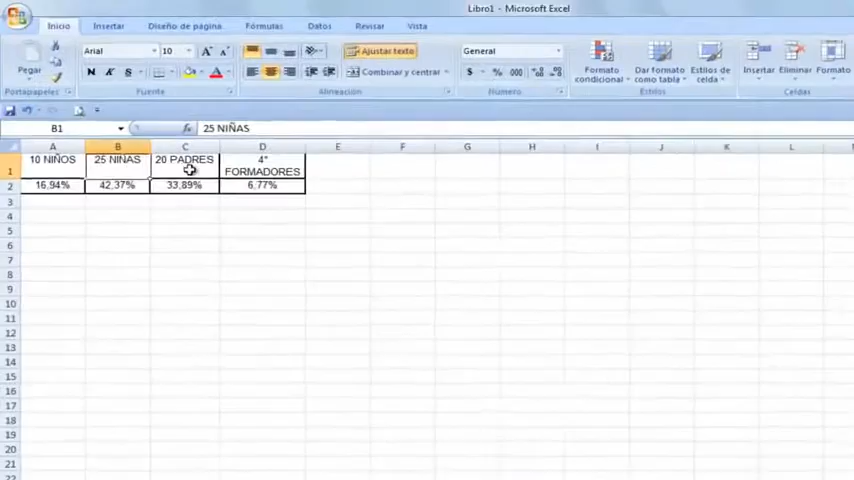 Libro1 - Microsoft Excel
Inicio Insertar Diseño de página Fórmulas Datos Revisar Vista
Arial 10 A A Ajustar texto General
Pegar N K S A Combinar y centrar $ % 000 Formato condicional Dar formato como tabla Estilos de celda Insertar Eliminar Formato
Portapapeles Fuente Alineación Número Estilos Celdas
B1 fx 25 NIÑAS
A B C D E F G H I J K L
1 10 NIÑOS 25 NIÑAS 20 PADRES 4° FORMADORES
2 16,94% 42,37% 33,89% 6,77%
3
4
5
6
7
8
9
10
11
12
13
14
15
16
17
18
19
20
21
22